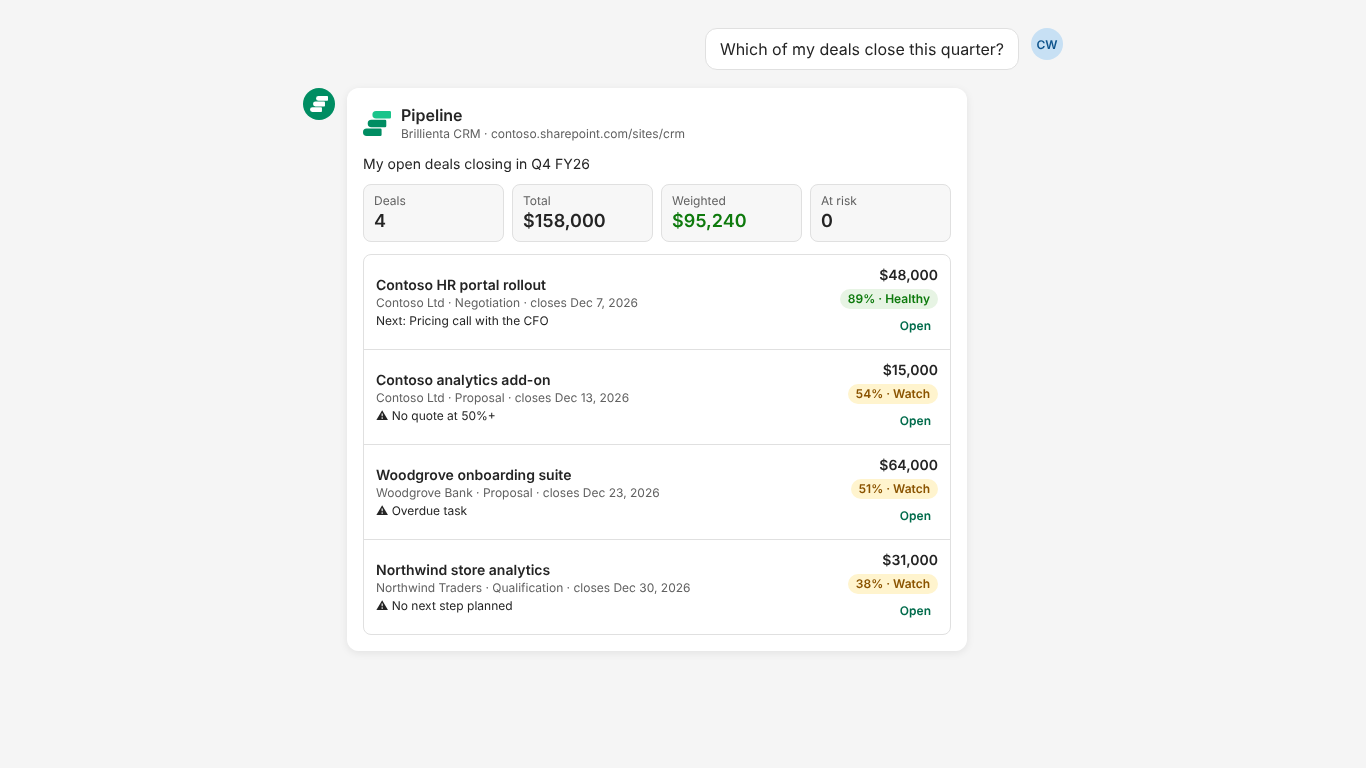 Which of my deals close this quarter?
CW
Pipeline
Brillienta CRM · contoso.sharepoint.com/sites/crm
My open deals closing in Q4 FY26
Deals
4
Total
$158,000
Weighted
$95,240
At risk
0
Contoso HR portal rollout
Contoso Ltd · Negotiation · closes Dec 7, 2026
Next: Pricing call with the CFO
$48,000
89% · Healthy
Open
Contoso analytics add-on
Contoso Ltd · Proposal · closes Dec 13, 2026
⚠ No quote at 50%+
$15,000
54% · Watch
Open
Woodgrove onboarding suite
Woodgrove Bank · Proposal · closes Dec 23, 2026
⚠ Overdue task
$64,000
51% · Watch
Open
Northwind store analytics
Northwind Traders · Qualification · closes Dec 30, 2026
⚠ No next step planned
$31,000
38% · Watch
Open